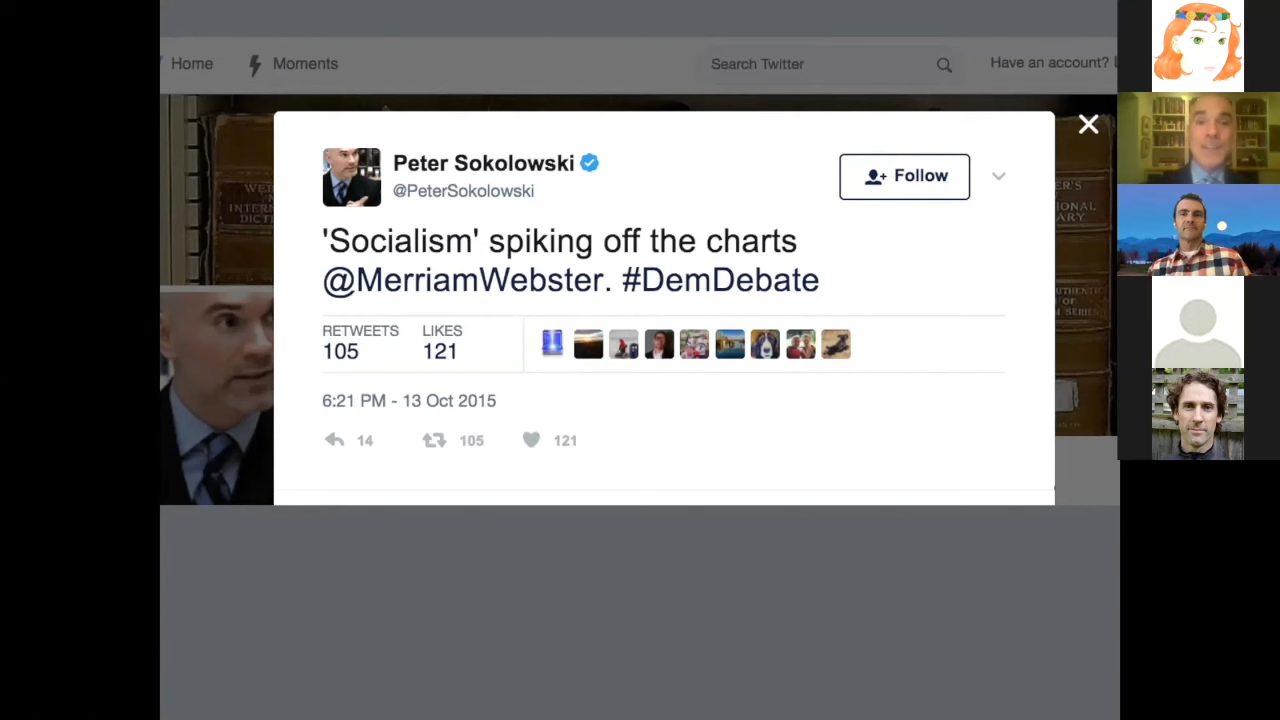 Home
Moments
Search Twitter
Have an account?
Peter Sokolowski
@PeterSokolowski
Follow
'Socialism' spiking off the charts
@MerriamWebster. #DemDebate
RETWEETS LIKES
105 121
6:21 PM - 13 Oct 2015
14 105 121